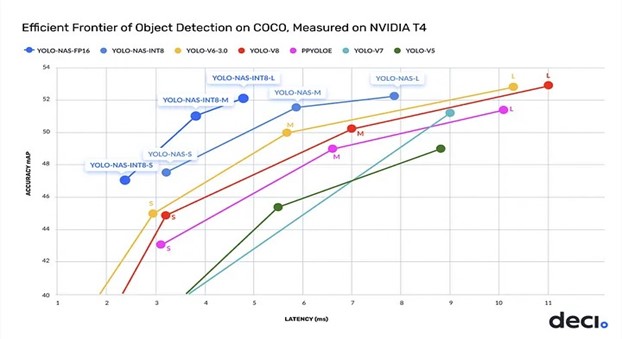 Efficient Frontier of Object Detection on COCO, Measured on NVIDIA T4
YOLO-NAS-FP16 YOLO-NAS-INT8 YOLO-V6-3.0 YOLO-V8 PPYOLOE YOLO-V7 YOLO-V5
54
52
50
48
46
44
42
40
ACCURACY mAP
YOLO-NAS-INT8-L
YOLO-NAS-INT8-M
YOLO-NAS-INT8-S
YOLO-NAS-S
YOLO-NAS-M
YOLO-NAS-L
L
L
M
M
L
M
S
S
S
1 2 3 4 5 6 7 8 9 10 11
LATENCY (ms)
deci.